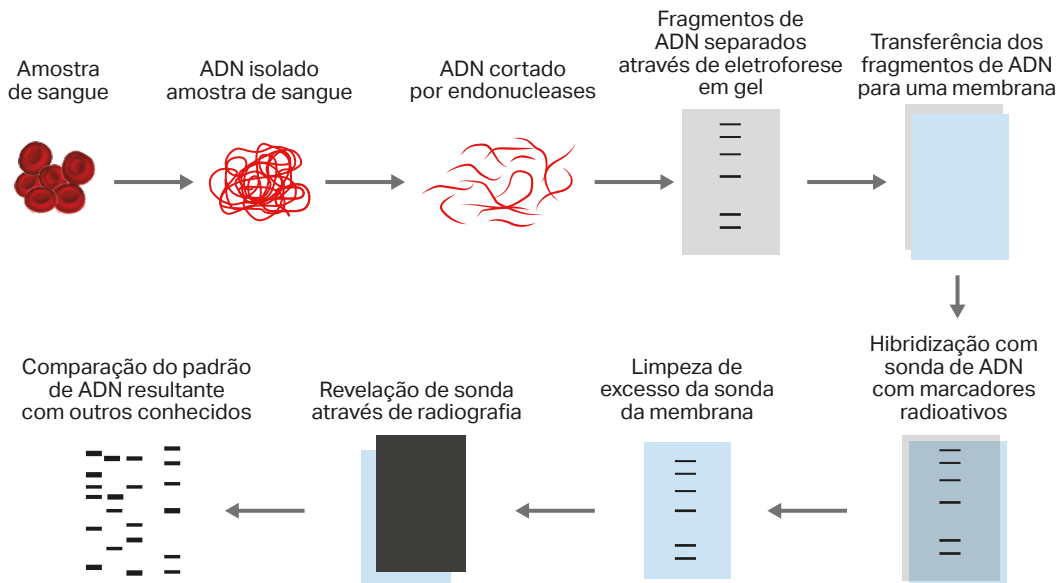 Amostra
de sangue
ADN isolado
amostra de sangue
ADN cortado
por endonucleases
Fragmentos de
ADN separados
através de eletroforese
em gel
Transferência dos
fragmentos de ADN
para uma membrana
Hibridização com
sonda de ADN
com marcadores
radioativos
Limpeza de
excesso da sonda
da membrana
Revelação de sonda
através de radiografia
Comparação do padrão
de ADN resultante
com outros conhecidos